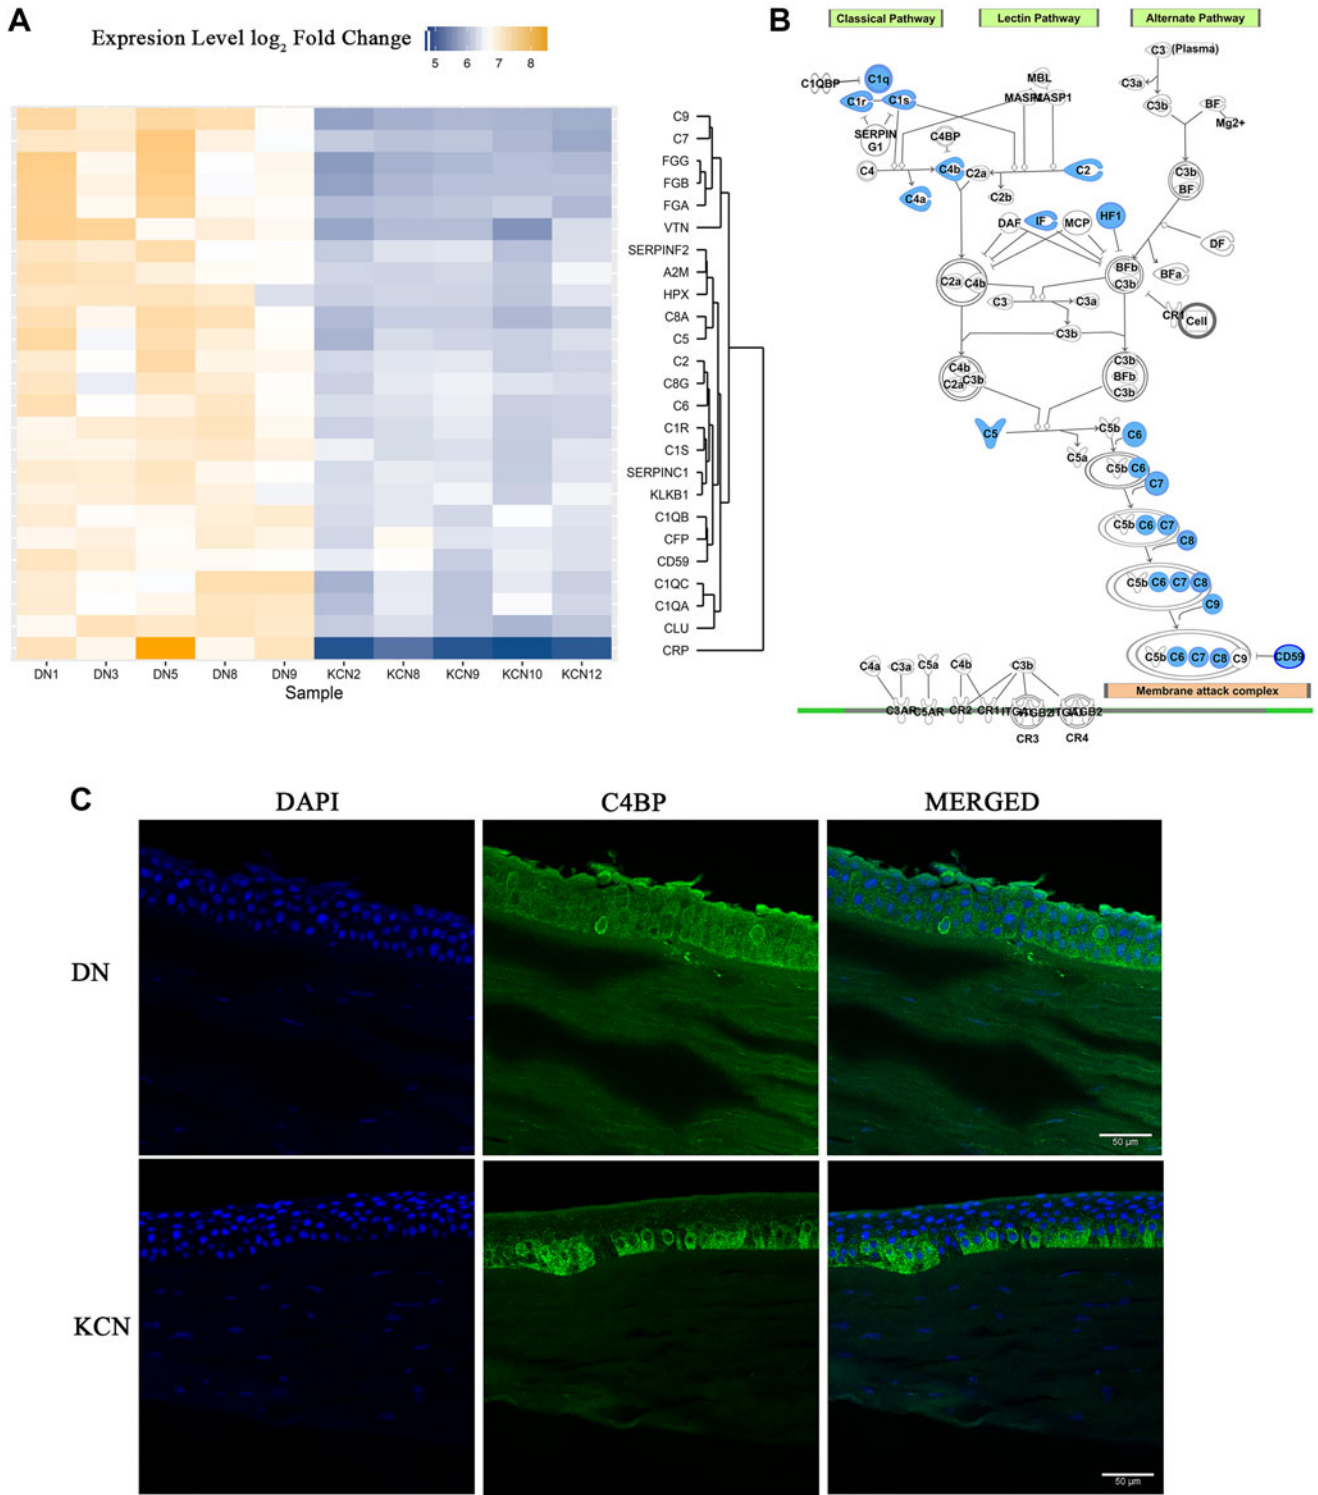 A
Expresion Level log2 Fold Change
5 6 7 8
C9
C7
FGG
FGB
FGA
VTN
SERPINF2
A2M
HPX
C8A
C5
C2
C8G
C6
C1R
C1S
SERPINC1
KLKB1
C1QB
CFP
CD59
C1QC
C1QA
CLU
CRP
DN1 DN3 DN5 DN8 DN9 KCN2 KCN8 KCN9 KCN10 KCN12
Sample
B
Classical Pathway Lectin Pathway Alternate Pathway
C3 (Plasma)
C1QBP C1q MBL C3a
C1r C1s MASP1 C3b BF
Mg2+
SERPIN
G1
C4BP
C4 C4b C2a C2 C3b
BF
C4a C2b
DAF IF MCP HF1
DF
C2a C4b BFb
C3b
BFa
C3 C3a
CR1 Cell
C3b
C4b
C2a C3b
C3b
BFb
C3b
C5 C5b C6
C5a
C5b C6
C7
C5b C6 C7
C8
C5b C6 C7 C8
C9
C5b C6 C7 C8 C9 CD59
Membrane attack complex
C4a C3a C5a C4b C3b
C3AR C5AR CR2 CR1
CR3 CR4
C
DAPI C4BP MERGED
DN
50 µm
KCN
50 µm